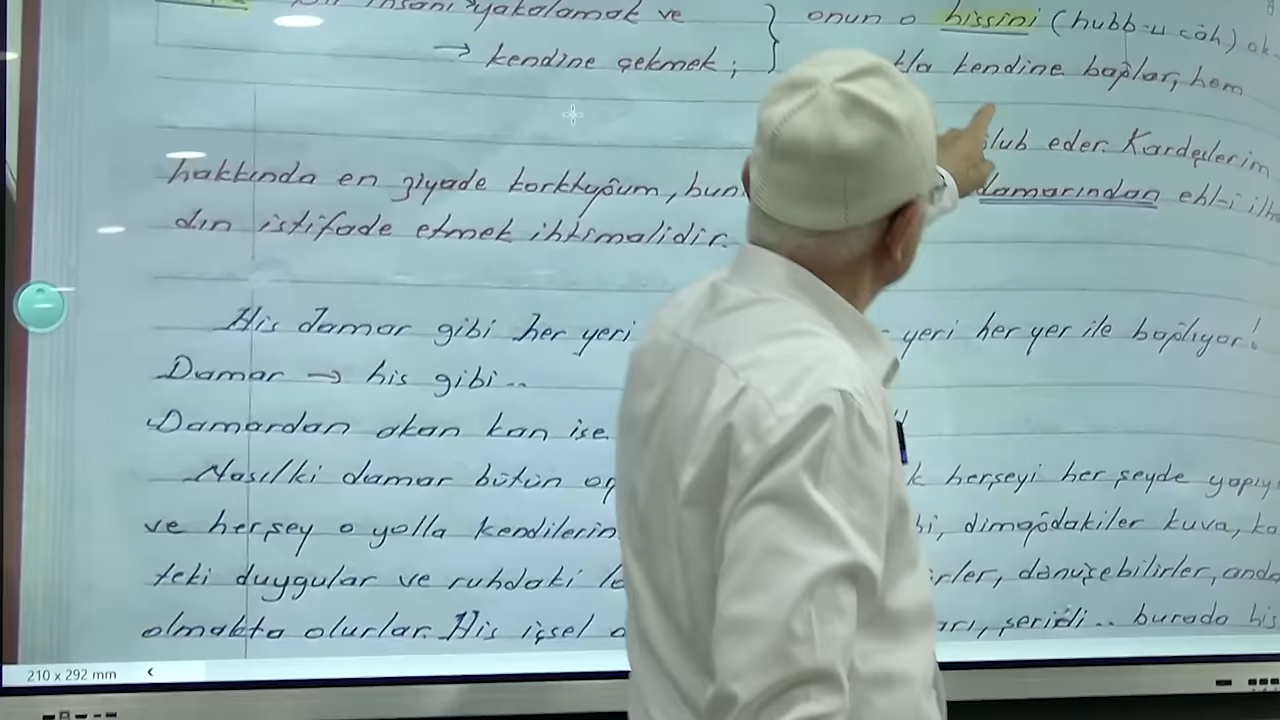 insanı yakalamak ve } onun o hissini (hubb-u câh) ok
→ kendine çekmek; kla kendine bağlar, hem
lub eder. Kardeşlerim
hakkında en ziyade korktuğum, bun damarından ehl-i ilh
dın istifade etmek ihtimalidir.
His damar gibi her yeri yeri her yer ile bağlıyor!
Damar → his gibi..
Damardan akan kan ise
Nasılki damar bütün or k herşeyi her şeyde yapıy
ve herşey o yolla kendilerin bi, dimağdakiler kuva, ka
teki duygular ve ruhdaki la irler, dönüşebilirler, anda
olmakta olurlar. His içsel o arı, şeridi.. burada his
210 x 292 mm